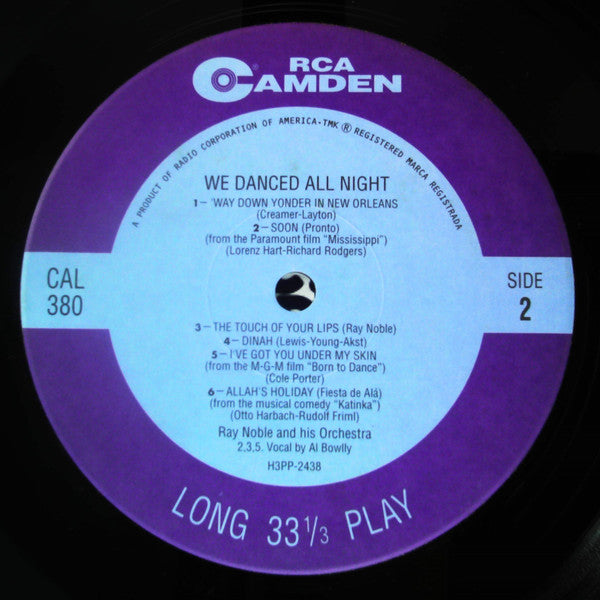 RCA
CAMDEN
®
A PRODUCT OF RADIO CORPORATION OF AMERICA-TMK ® REGISTERED MARCA REGISTRADA
WE DANCED ALL NIGHT
1 – 'WAY DOWN YONDER IN NEW ORLEANS
(Creamer-Layton)
2 – SOON (Pronto)
(from the Paramount film "Mississippi")
(Lorenz Hart-Richard Rodgers)
CAL
380
SIDE
2
3 – THE TOUCH OF YOUR LIPS (Ray Noble)
4 – DINAH (Lewis-Young-Akst)
5 – I'VE GOT YOU UNDER MY SKIN
(from the M-G-M film "Born to Dance")
(Cole Porter)
6 – ALLAH'S HOLIDAY (Fiesta de Alá)
(from the musical comedy "Katinka")
(Otto Harbach-Rudolf Friml)
Ray Noble and his Orchestra
2,3,5. Vocal by Al Bowlly
H3PP-2438
LONG 33 1/3 PLAY